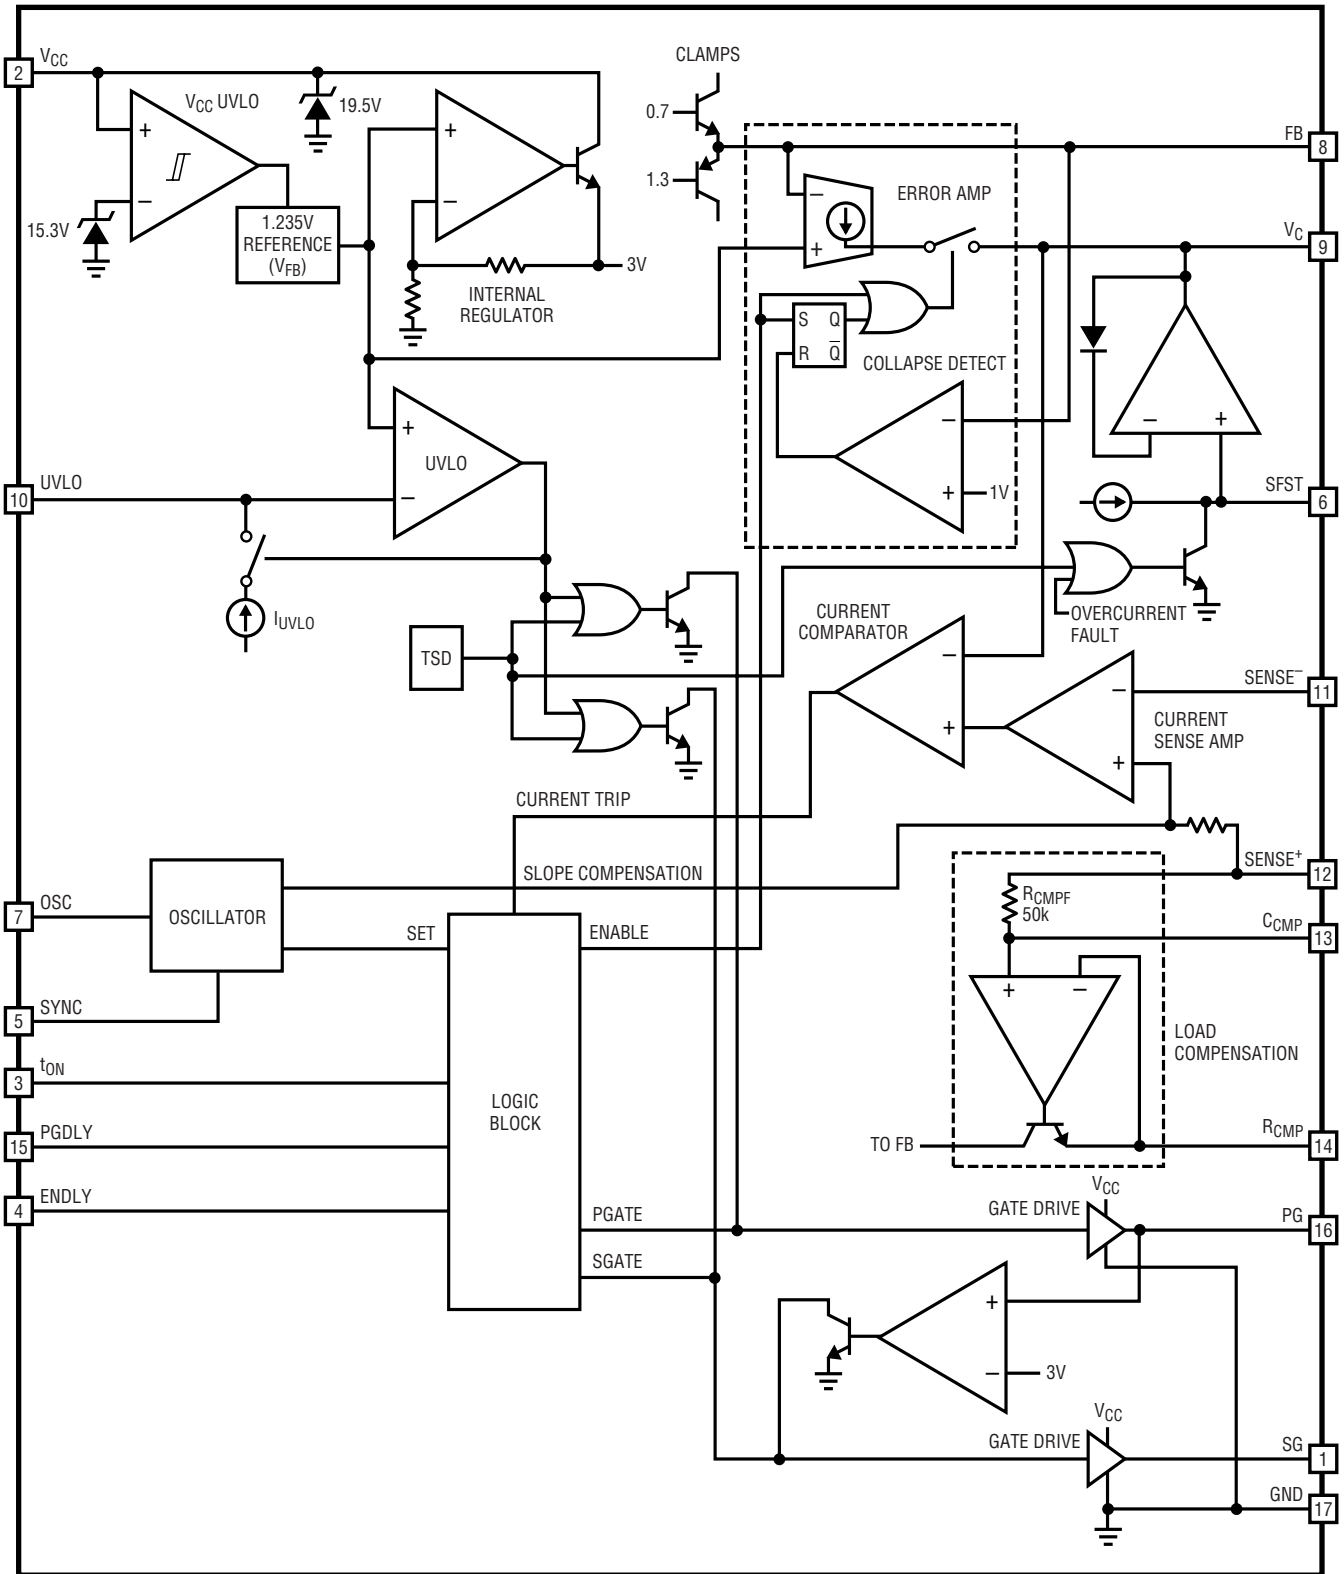 CLAMPS
2
VCC
VCC UVLO
19.5V
0.7
FB
8
+
+
1.3
−
ERROR AMP
VC
9
−
−
15.3V
1.235V
REFERENCE
(VFB)
+
3V
INTERNAL
REGULATOR
S Q
R Q̅
COLLAPSE DETECT
−
+
−
+
UVLO
UVLO
10
−
+
1V
SFST
6
IUVLO
CURRENT
COMPARATOR
OVERCURRENT
FAULT
TSD
−
−
SENSE−
11
+
CURRENT
SENSE AMP
+
CURRENT TRIP
SLOPE COMPENSATION
SENSE+
12
RCMPF
50k
OSC
7
OSCILLATOR
SET
ENABLE
CCMP
13
+
−
SYNC
5
LOAD
COMPENSATION
tON
3
LOGIC
BLOCK
PGDLY
15
TO FB
RCMP
14
ENDLY
4
VCC
PGATE
GATE DRIVE
PG
16
SGATE
+
−
3V
VCC
GATE DRIVE
SG
1
GND
17